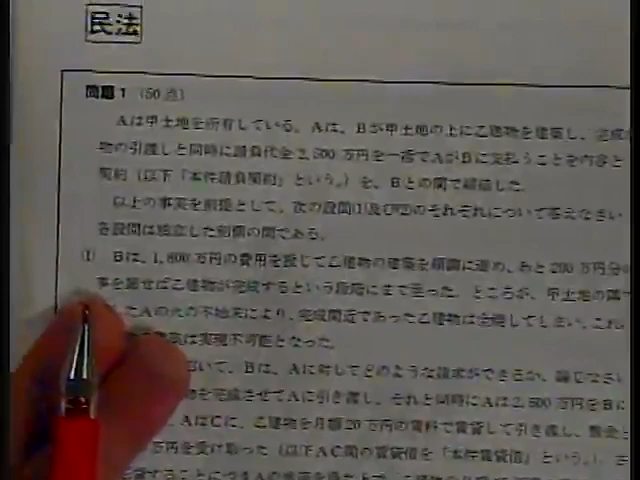 民法
問題1 (50点)
Aは甲土地を所有している。Aは、Bが甲土地の上に乙建物を建築し、完成
物の引渡しと同時に請負代金2,500万円を一括でAがBに支払うことを内容と
契約(以下「本件請負契約」という。)を、Bとの間で締結した。
以上の事実を前提として、次の設問(1)及び(2)のそれぞれについて答えなさい
各設問は独立した別個の問である。
(1) Bは、1,800万円の費用を投じて乙建物の建築を順調に進め、あと200万円分の
事を施せば乙建物が完成するという段階にまで至った。ところが、甲土地の隣
たAの火の不始末により、完成間近であった乙建物は全焼してしまい、これ
は実現不可能となった。
いて、Bは、Aに対してどのような請求ができるか、論じなさい
物を完成させてAに引き渡し、それと同時にAは2,500万円をBに
、AはCに、乙建物を月額20万円の賃料で賃貸して引き渡し、敷金と
万円を受け取った(以下AC間の賃貸借を「本件賃貸借」という。)。